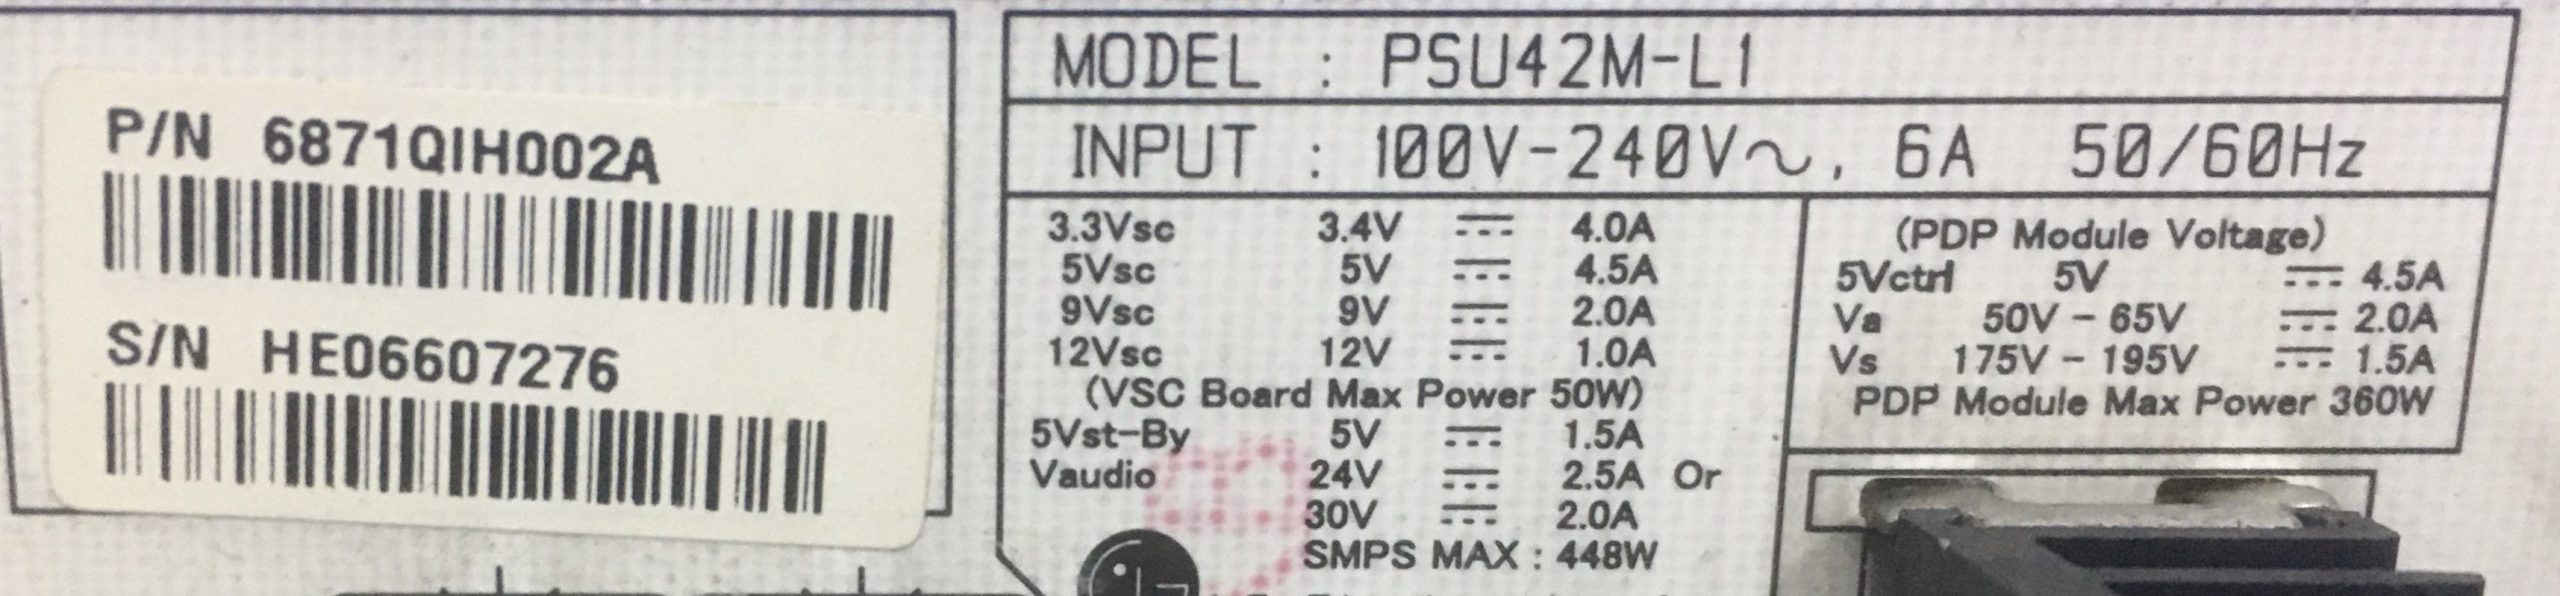 P/N 6871QIH002A
S/N HE06607276
MODEL : PSU42M-L1
INPUT : 100V-240V~, 6A 50/60Hz
3.3Vsc 3.4V ⎓ 4.0A
5Vsc 5V ⎓ 4.5A
9Vsc 9V ⎓ 2.0A
12Vsc 12V ⎓ 1.0A
(VSC Board Max Power 50W)
5Vst-By 5V ⎓ 1.5A
Vaudio 24V ⎓ 2.5A Or
30V ⎓ 2.0A
SMPS MAX : 448W
(PDP Module Voltage)
5Vctrl 5V ⎓ 4.5A
Va 50V - 65V ⎓ 2.0A
Vs 175V - 195V ⎓ 1.5A
PDP Module Max Power 360W